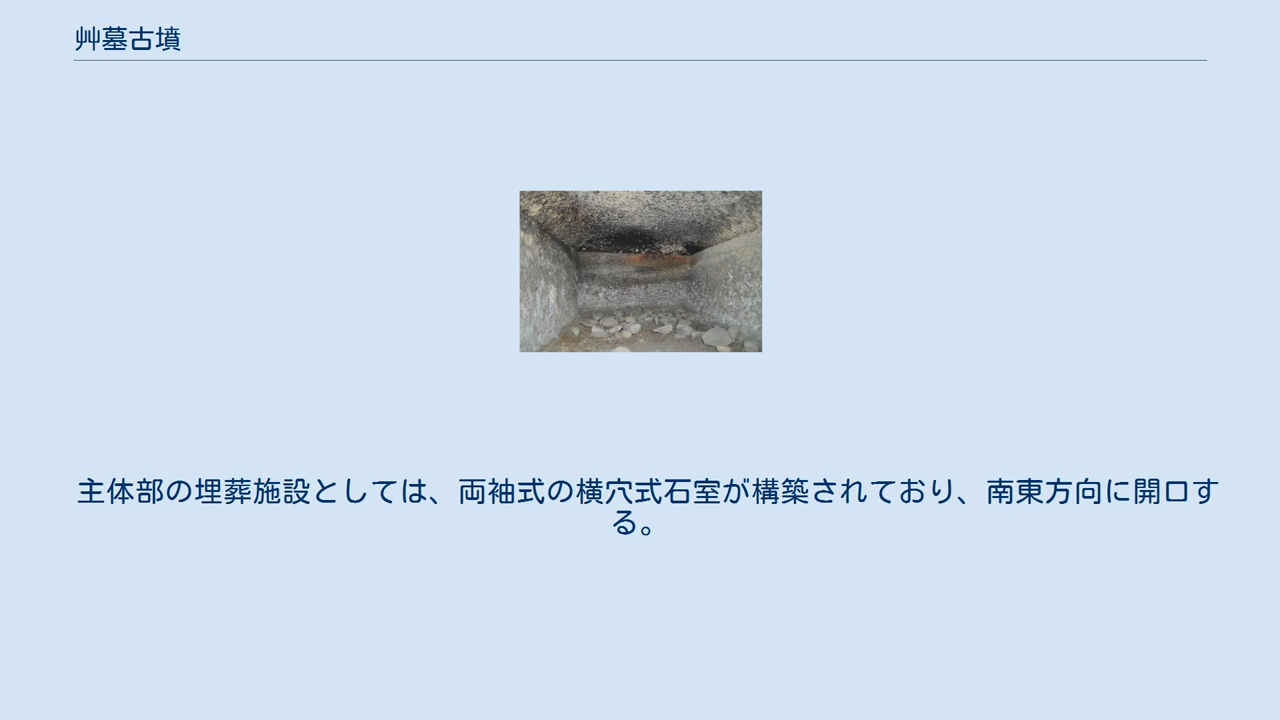 艸墓古墳
主体部の埋葬施設としては、両袖式の横穴式石室が構築されており、南東方向に開口す
る。